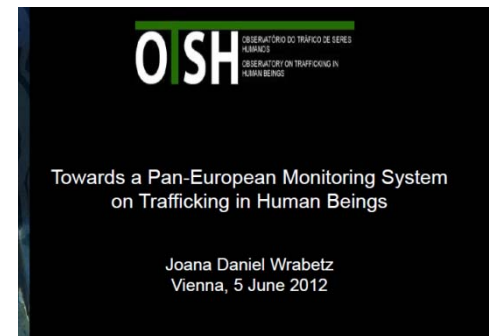 OTSH
OBSERVATÓRIO DO TRÁFICO DE SERES
HUMANOS
OBSERVATORY ON TRAFFICKING IN
HUMAN BEINGS
Towards a Pan-European Monitoring System
on Trafficking in Human Beings
Joana Daniel Wrabetz
Vienna, 5 June 2012